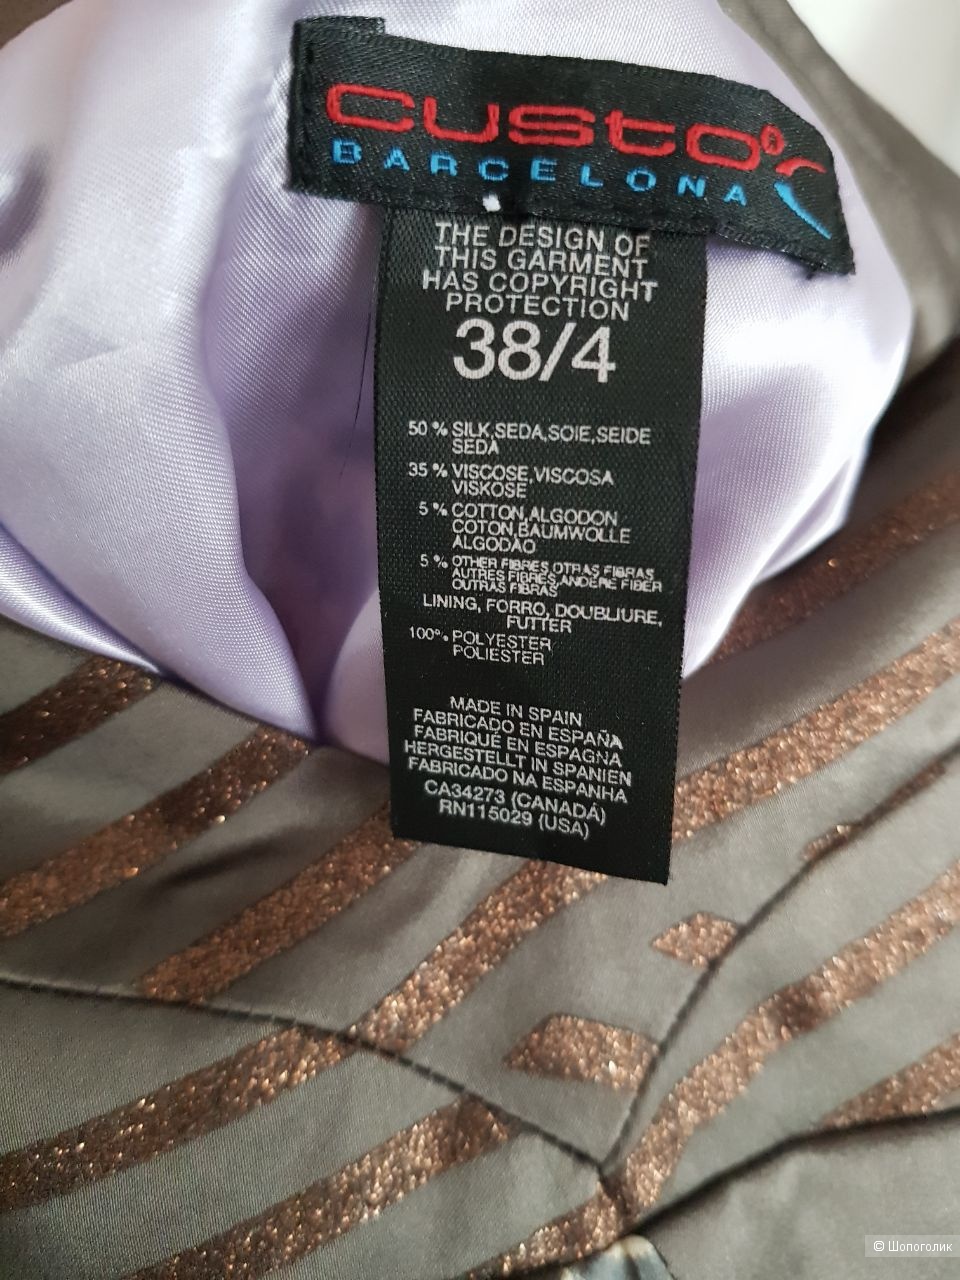 custo
BARCELONA
THE DESIGN OF
THIS GARMENT
HAS COPYRIGHT
PROTECTION
38/4
50 % SILK,SEDA,SOIE,SEIDE
SEDA
35 % VISCOSE,VISCOSA
VISKOSE
5 % COTTON,ALGODON
COTON,BAUMWOLLE
ALGODÃO
5 % OTHER FIBRES,OTRAS FIBRAS
AUTRES FIBRES,ANDERE FIBER
OUTRAS FIBRAS
LINING, FORRO, DOUBLIURE,
FUTTER
100% POLYESTER
POLIESTER
MADE IN SPAIN
FABRICADO EN ESPAÑA
FABRIQUÉ EN ESPAGNA
HERGESTELLT IN SPANIEN
FABRICADO NA ESPANHA
CA34273 (CANADÁ)
RN115029 (USA)
© Шопоголик